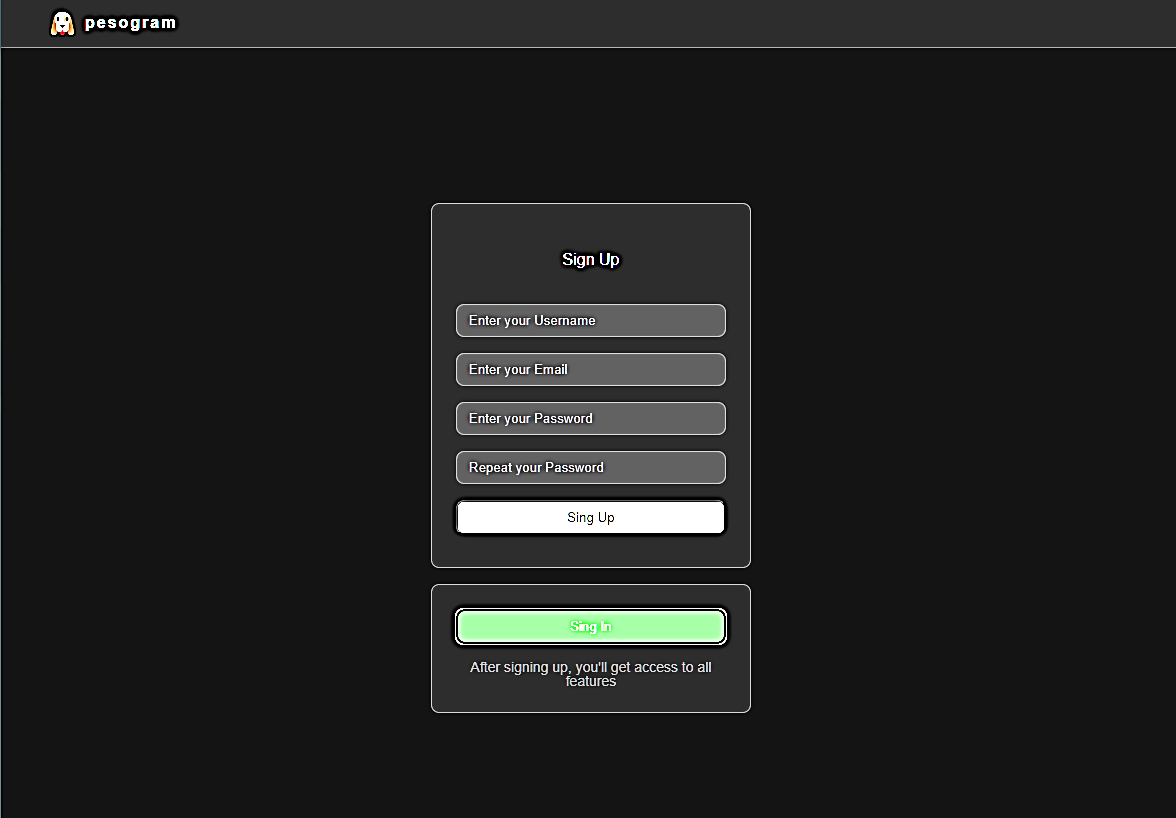 pesogram
Sign Up
Enter your Username
Enter your Email
Enter your Password
Repeat your Password
Sing Up
Sing In
After signing up, you'll get access to all
features